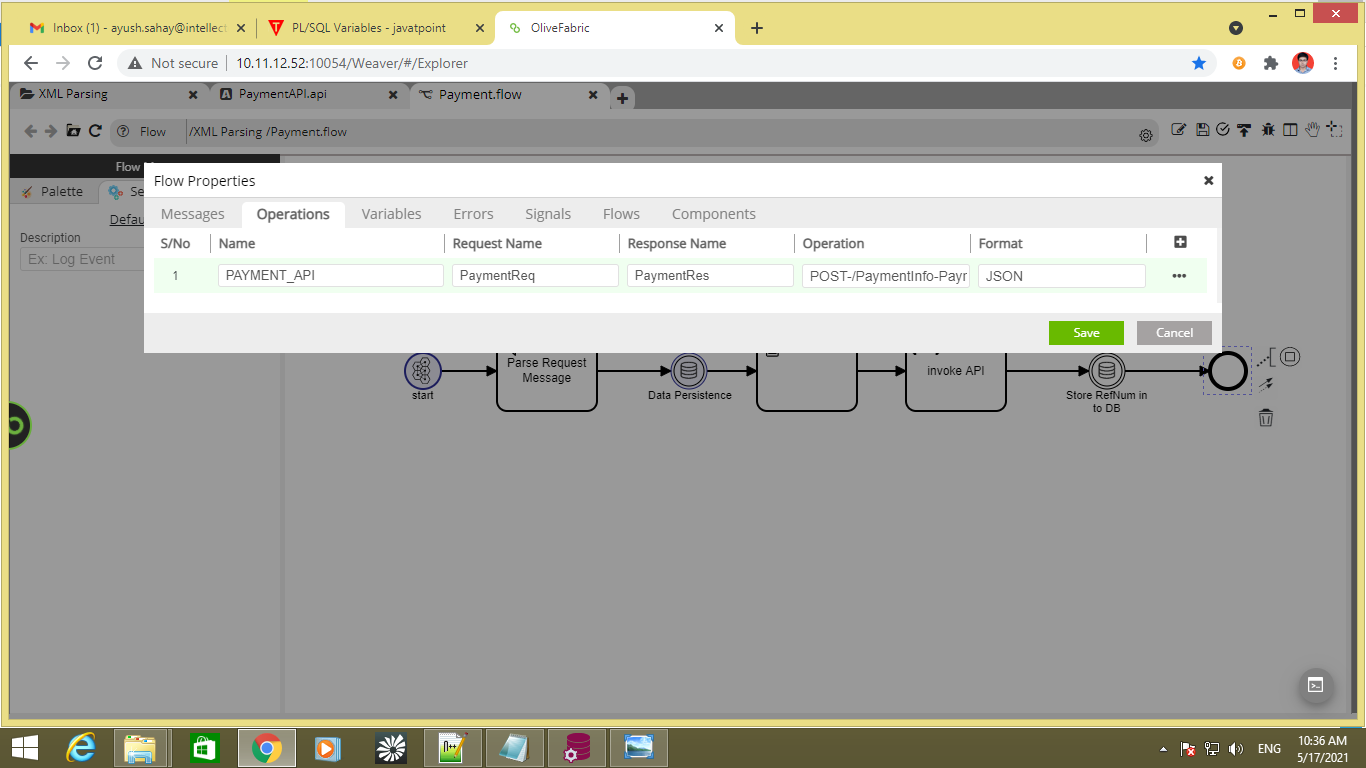 Inbox (1) - ayush.sahay@intellect
PL/SQL Variables - javatpoint
OliveFabric
Not secure
10.11.12.52:10054/Weaver/#/Explorer
XML Parsing
PaymentAPI.api
Payment.flow
Flow
/XML Parsing /Payment.flow
Flow
Palette
Defau
Description
Ex: Log Event
Flow Properties
Messages
Operations
Variables
Errors
Signals
Flows
Components
S/No
Name
Request Name
Response Name
Operation
Format
1
PAYMENT_API
PaymentReq
PaymentRes
POST-/PaymentInfo-Payr
JSON
Save
Cancel
start
Parse Request
Message
Data Persistence
invoke API
Store RefNum in
to DB
N++
ENG
10:36 AM
5/17/2021